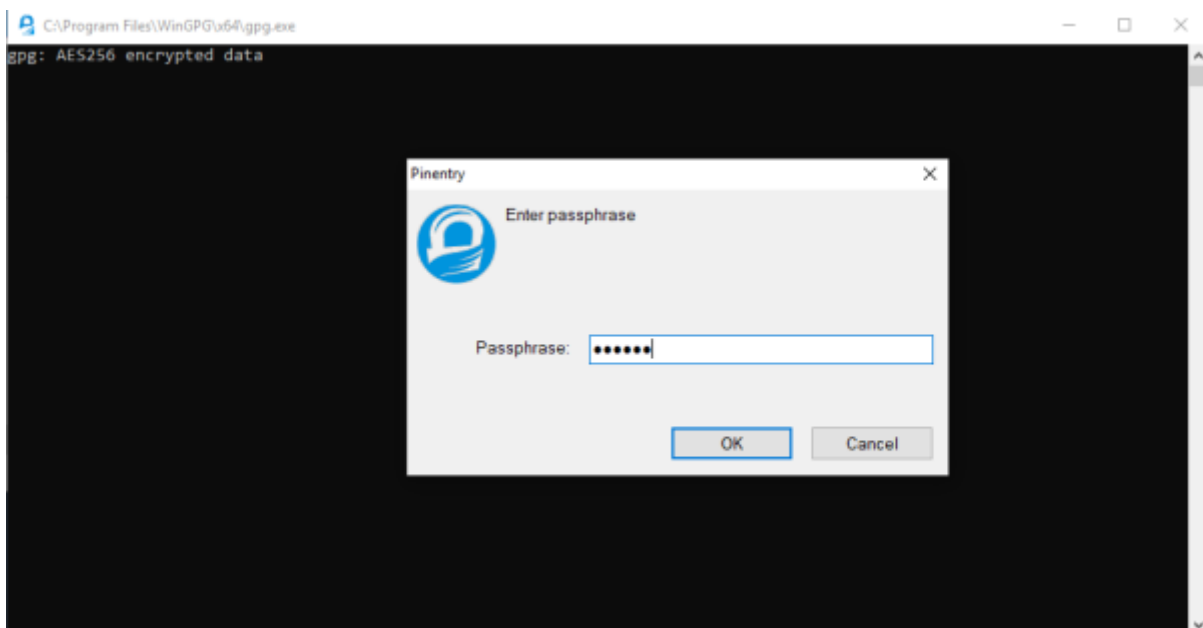 C:\Program Files\WinGPG\x64\gpg.exe
gpg: AES256 encrypted data
Pinentry
Enter passphrase
Passphrase: ●●●●●●
OK Cancel